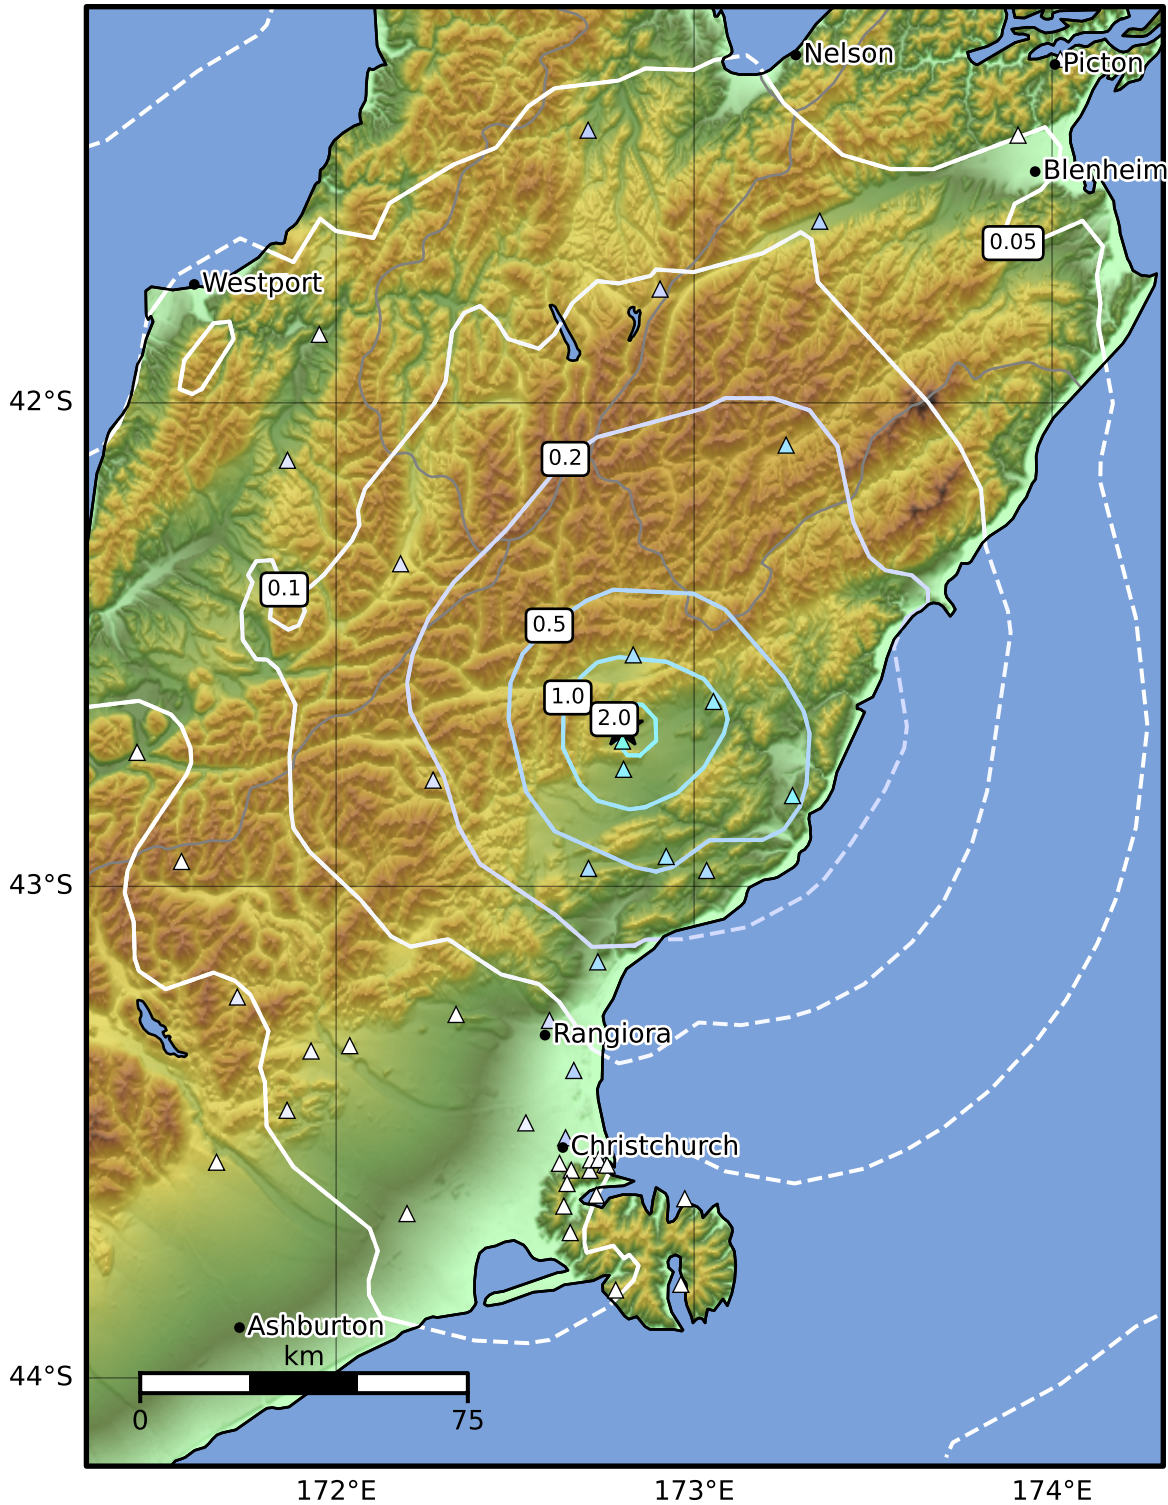 Nelson
Picton
Blenheim
0.05
Westport
42°S
0.2
0.1
0.5
1.0
2.0
43°S
Rangiora
Christchurch
Ashburton
km
44°S
0 75
172°E 173°E 174°E